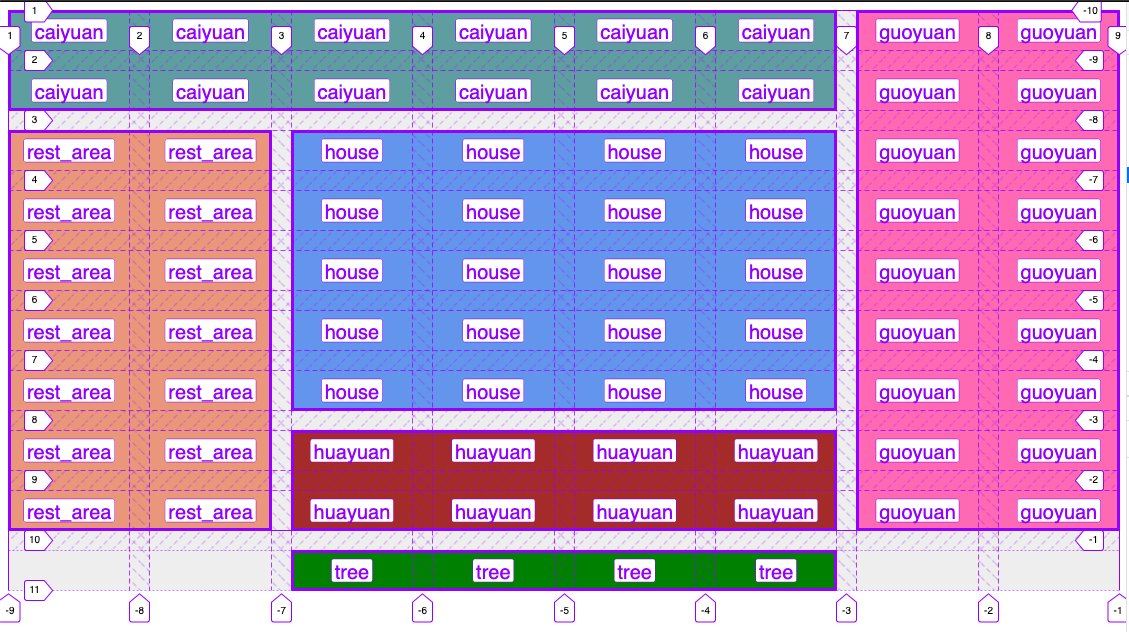 1 -10
caiyuan caiyuan caiyuan caiyuan caiyuan caiyuan guoyuan guoyuan
1 2 3 4 5 6 7 8 9
2 -9
caiyuan caiyuan caiyuan caiyuan caiyuan caiyuan guoyuan guoyuan
3 -8
rest_area rest_area house house house house guoyuan guoyuan
4 -7
rest_area rest_area house house house house guoyuan guoyuan
5 -6
rest_area rest_area house house house house guoyuan guoyuan
6 -5
rest_area rest_area house house house house guoyuan guoyuan
7 -4
rest_area rest_area house house house house guoyuan guoyuan
8 -3
rest_area rest_area huayuan huayuan huayuan huayuan guoyuan guoyuan
9 -2
rest_area rest_area huayuan huayuan huayuan huayuan guoyuan guoyuan
10 -1
tree tree tree tree
11
-9 -8 -7 -6 -5 -4 -3 -2 -1